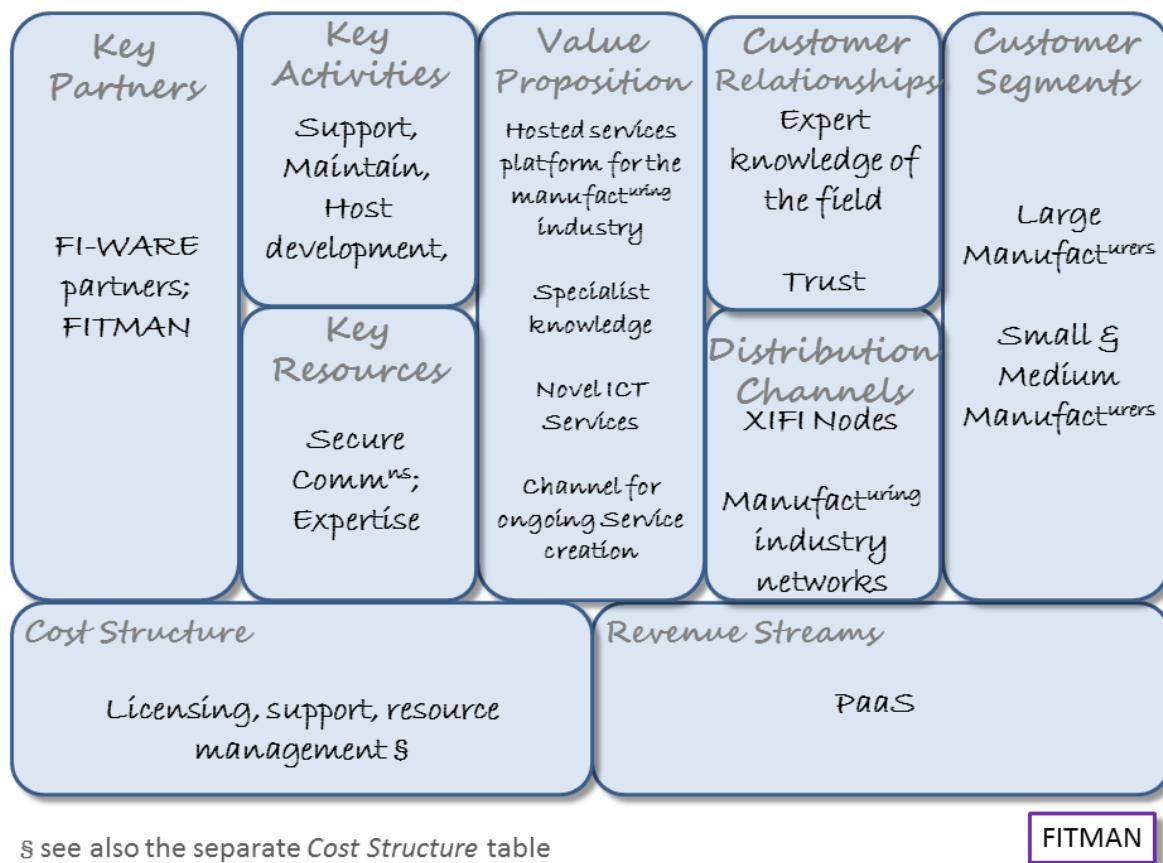 Key
Partners
FI-WARE
partners;
FITMAN
Key
Activities
Support,
Maintain,
Host
development,
Key
Resources
Secure
Commⁿˢ;
Expertise
Value
Proposition
Hosted services
platform for the
manufacturing
industry
Specialist
knowledge
Novel ICT
Services
Channel for
ongoing Service
creation
Customer
Relationships
Expert
knowledge of
the field
Trust
Distribution
Channels
XIFI Nodes
Manufacturing
industry
networks
Customer
Segments
Large
Manufacturers
Small &
Medium
Manufacturers
Cost Structure
Licensing, support, resource
management §
Revenue Streams
PaaS
§ see also the separate Cost Structure table
FITMAN